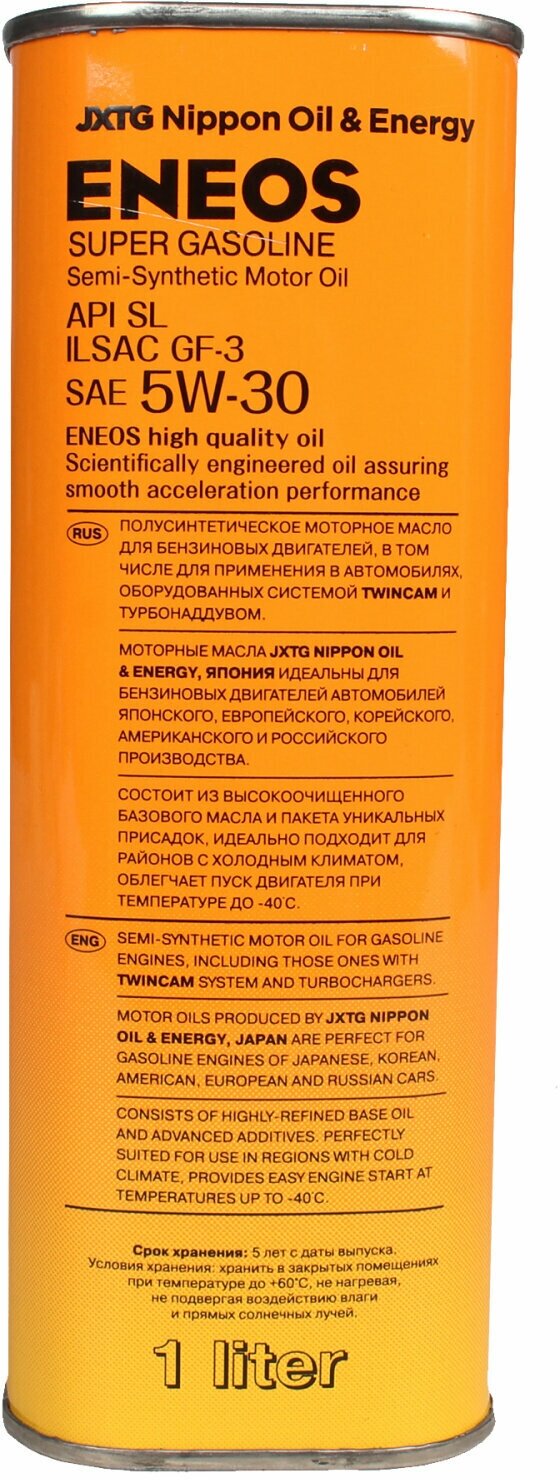 JXTG Nippon Oil & Energy
ENEOS
SUPER GASOLINE
Semi-Synthetic Motor Oil
API SL
ILSAC GF-3
SAE 5W-30
ENEOS high quality oil
Scientifically engineered oil assuring
smooth acceleration performance
RUS ПОЛУСИНТЕТИЧЕСКОЕ МОТОРНОЕ МАСЛО
ДЛЯ БЕНЗИНОВЫХ ДВИГАТЕЛЕЙ, В ТОМ
ЧИСЛЕ ДЛЯ ПРИМЕНЕНИЯ В АВТОМОБИЛЯХ,
ОБОРУДОВАННЫХ СИСТЕМОЙ TWINCAM И
ТУРБОНАДДУВОМ.
МОТОРНЫЕ МАСЛА JXTG NIPPON OIL
& ENERGY, ЯПОНИЯ ИДЕАЛЬНЫ ДЛЯ
БЕНЗИНОВЫХ ДВИГАТЕЛЕЙ АВТОМОБИЛЕЙ
ЯПОНСКОГО, ЕВРОПЕЙСКОГО, КОРЕЙСКОГО,
АМЕРИКАНСКОГО И РОССИЙСКОГО
ПРОИЗВОДСТВА.
СОСТОИТ ИЗ ВЫСОКООЧИЩЕННОГО
БАЗОВОГО МАСЛА И ПАКЕТА УНИКАЛЬНЫХ
ПРИСАДОК, ИДЕАЛЬНО ПОДХОДИТ ДЛЯ
РАЙОНОВ С ХОЛОДНЫМ КЛИМАТОМ,
ОБЛЕГЧАЕТ ПУСК ДВИГАТЕЛЯ ПРИ
ТЕМПЕРАТУРЕ ДО -40°С.
ENG SEMI-SYNTHETIC MOTOR OIL FOR GASOLINE
ENGINES, INCLUDING THOSE ONES WITH
TWINCAM SYSTEM AND TURBOCHARGERS.
MOTOR OILS PRODUCED BY JXTG NIPPON
OIL & ENERGY, JAPAN ARE PERFECT FOR
GASOLINE ENGINES OF JAPANESE, KOREAN,
AMERICAN, EUROPEAN AND RUSSIAN CARS.
CONSISTS OF HIGHLY-REFINED BASE OIL
AND ADVANCED ADDITIVES. PERFECTLY
SUITED FOR USE IN REGIONS WITH COLD
CLIMATE, PROVIDES EASY ENGINE START AT
TEMPERATURES UP TO -40°C.
Срок хранения: 5 лет с даты выпуска.
Условия хранения: хранить в закрытых помещениях
при температуре до +60°С, не нагревая,
не подвергая воздействию влаги
и прямых солнечных лучей.
1 liter